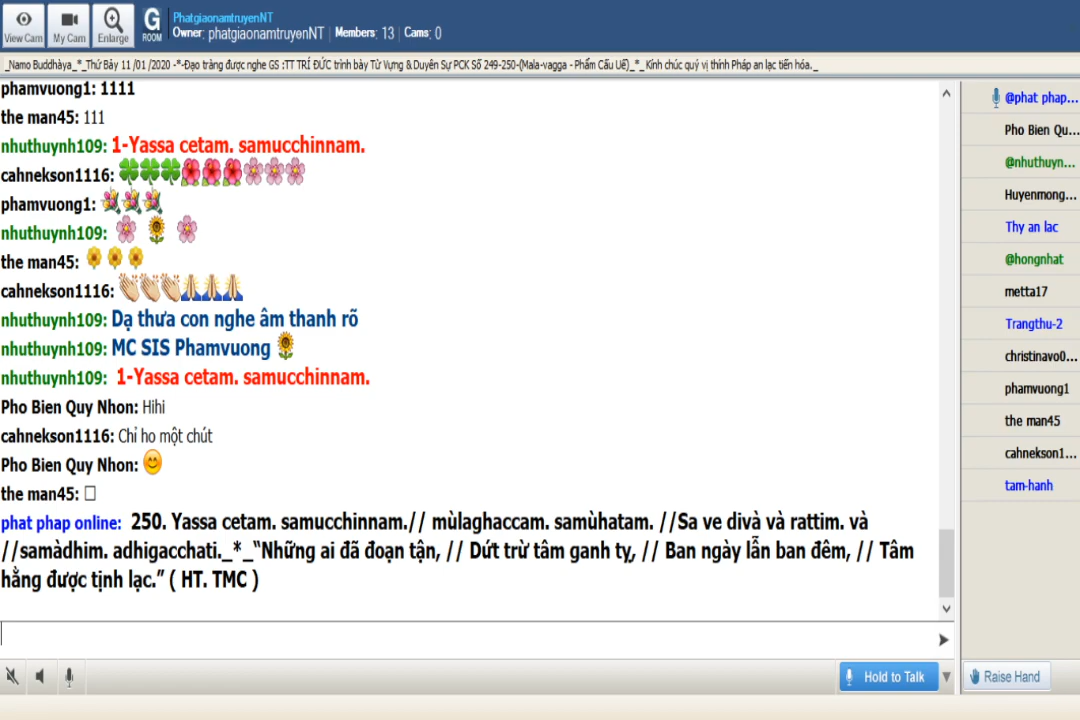 View Cam
My Cam
Enlarge
G
ROOM
PhatgiaonamtruyenNT
Owner: phatgiaonamtruyenNT | Members: 13 | Cams: 0
_Namo Buddhàya_*_Thứ Bảy 11 /01 /2020 -*-Đạo tràng được nghe GS :TT TRÍ ĐỨC trình bày Từ Vựng & Duyên Sự PCK Số 249-250-(Mala-vagga - Phẩm Cấu Uế)_*_ Kính chúc quý vị thính Pháp an lạc tiến hóa._
phamvuong1: 1111
the man45: 111
nhuthuynh109: 1-Yassa cetam. samucchinnam.
cahnekson1116: 🍀🍀🍀🌺🌺🌺🌸🌸🌸
phamvuong1: 💐💐💐
nhuthuynh109: 🌸 🌻 🌸
the man45: 🌼 🌼 🌼
cahnekson1116: 👏👏👏🙏🙏🙏
nhuthuynh109: Dạ thưa con nghe âm thanh rõ
nhuthuynh109: MC SIS Phamvuong 🌻
nhuthuynh109: 1-Yassa cetam. samucchinnam.
Pho Bien Quy Nhon: Hihi
cahnekson1116: Chỉ ho một chút
Pho Bien Quy Nhon: 😊
the man45: □
phat phap online: 250. Yassa cetam. samucchinnam.// mùlaghaccam. samùhatam. //Sa ve divà và rattim. và
//samàdhim. adhigacchati._*_“Những ai đã đoạn tận, // Dứt trừ tâm ganh tỵ, // Ban ngày lẫn ban đêm, // Tâm
hằng được tịnh lạc.” ( HT. TMC )
@phat phap...
Pho Bien Qu...
@nhuthuyn...
Huyenmong...
Thy an lac
@hongnhat
metta17
Trangthu-2
christinavo0...
phamvuong1
the man45
cahnekson1...
tam-hanh
Hold to Talk
Raise Hand